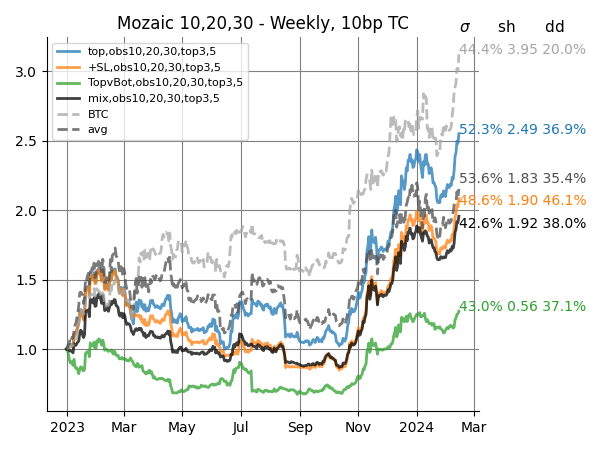 Mozaic 10,20,30 - Weekly, 10bp TC
σ sh dd
top,obs10,20,30,top3,5
+SL,obs10,20,30,top3,5
TopvBot,obs10,20,30,top3,5
mix,obs10,20,30,top3,5
BTC
avg
44.4% 3.95 20.0%
52.3% 2.49 36.9%
53.6% 1.83 35.4%
48.6% 1.90 46.1%
42.6% 1.92 38.0%
43.0% 0.56 37.1%
3.0
2.5
2.0
1.5
1.0
2023 Mar May Jul Sep Nov 2024 Mar